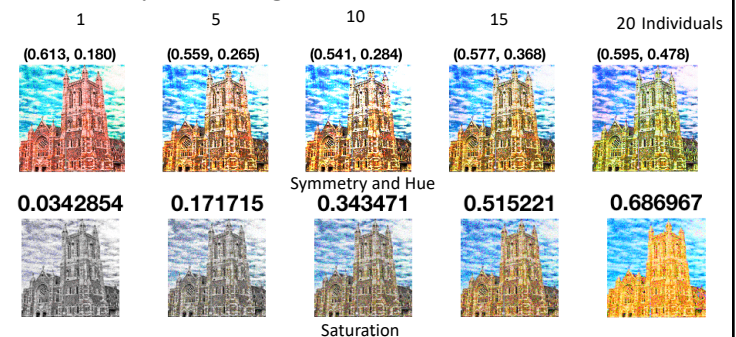 1 5 10 15 20 Individuals
(0.613, 0.180) (0.559, 0.265) (0.541, 0.284) (0.577, 0.368) (0.595, 0.478)
Symmetry and Hue
0.0342854 0.171715 0.343471 0.515221 0.686967
Saturation